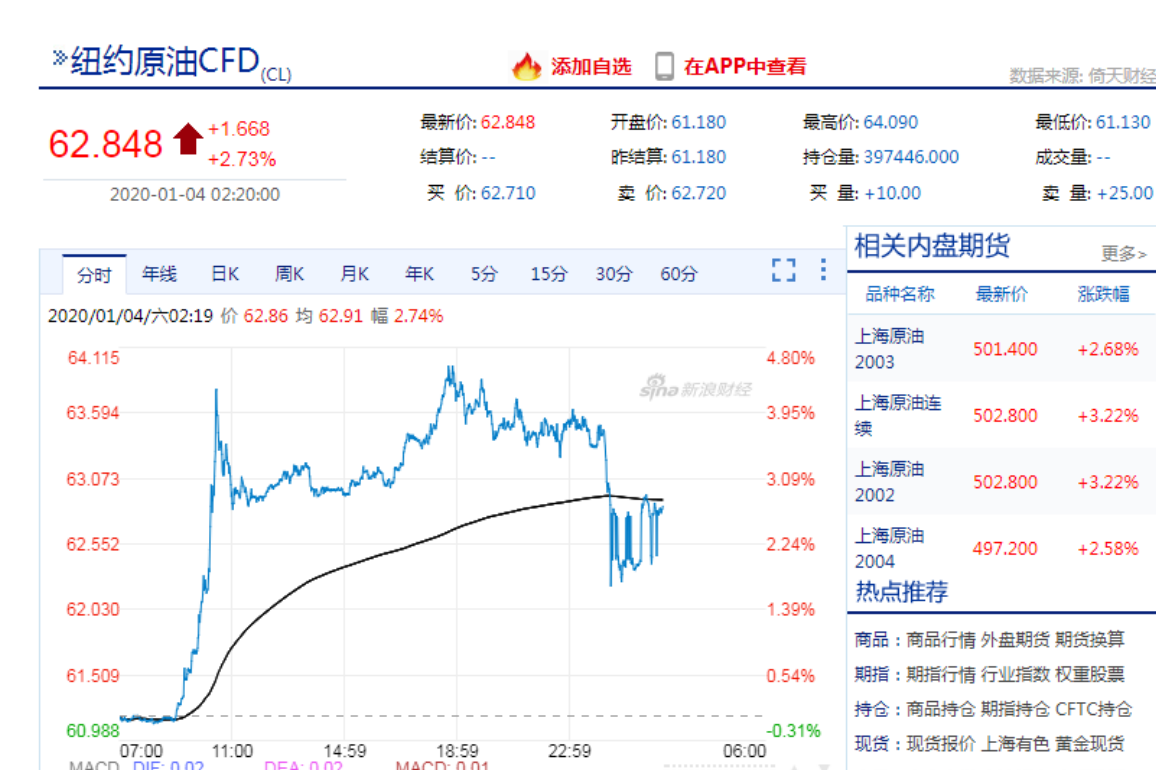 纽约原油CFD(CL)
添加自选 在APP中查看
数据来源: 倚天财经
62.848 +1.668
+2.73%
2020-01-04 02:20:00
最新价: 62.848 开盘价: 61.180 最高价: 64.090 最低价: 61.130
结算价: -- 昨结算: 61.180 持仓量: 397446.000 成交量: --
买 价: 62.710 卖 价: 62.720 买 量: +10.00 卖 量: +25.00
分时 年线 日K 周K 月K 年K 5分 15分 30分 60分
2020/01/04/六02:19 价 62.86 均 62.91 幅 2.74%
64.115 4.80%
sina 新浪财经
63.594 3.95%
63.073 3.09%
62.552 2.24%
62.030 1.39%
61.509 0.54%
60.988 -0.31%
07:00 11:00 14:59 18:59 22:59 06:00
MACD DIF: 0.02 DEA: 0.02 MACD: 0.01
相关内盘期货 更多>
品种名称 最新价 涨跌幅
上海原油
2003 501.400 +2.68%
上海原油连
续 502.800 +3.22%
上海原油
2002 502.800 +3.22%
上海原油
2004 497.200 +2.58%
热点推荐
商品：商品行情 外盘期货 期货换算
期指：期指行情 行业指数 权重股票
持仓：商品持仓 期指持仓 CFTC持仓
现货：现货报价 上海有色 黄金现货